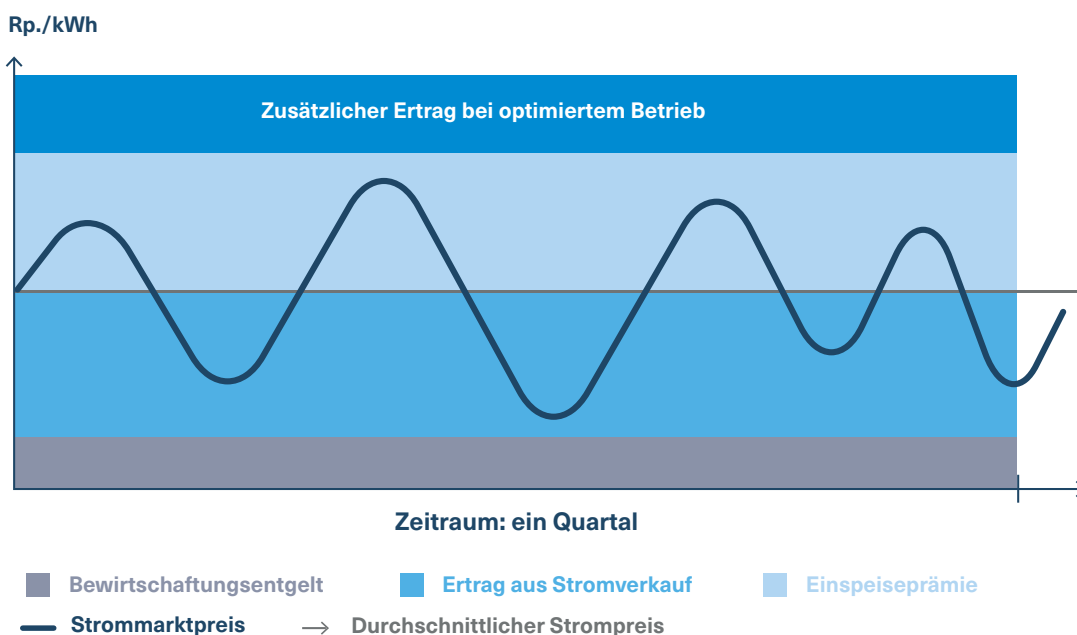 Rp./kWh
Zusätzlicher Ertrag bei optimiertem Betrieb
Zeitraum: ein Quartal
Bewirtschaftungsentgelt
Ertrag aus Stromverkauf
Einspeiseprämie
Strommarktpreis
Durchschnittlicher Strompreis